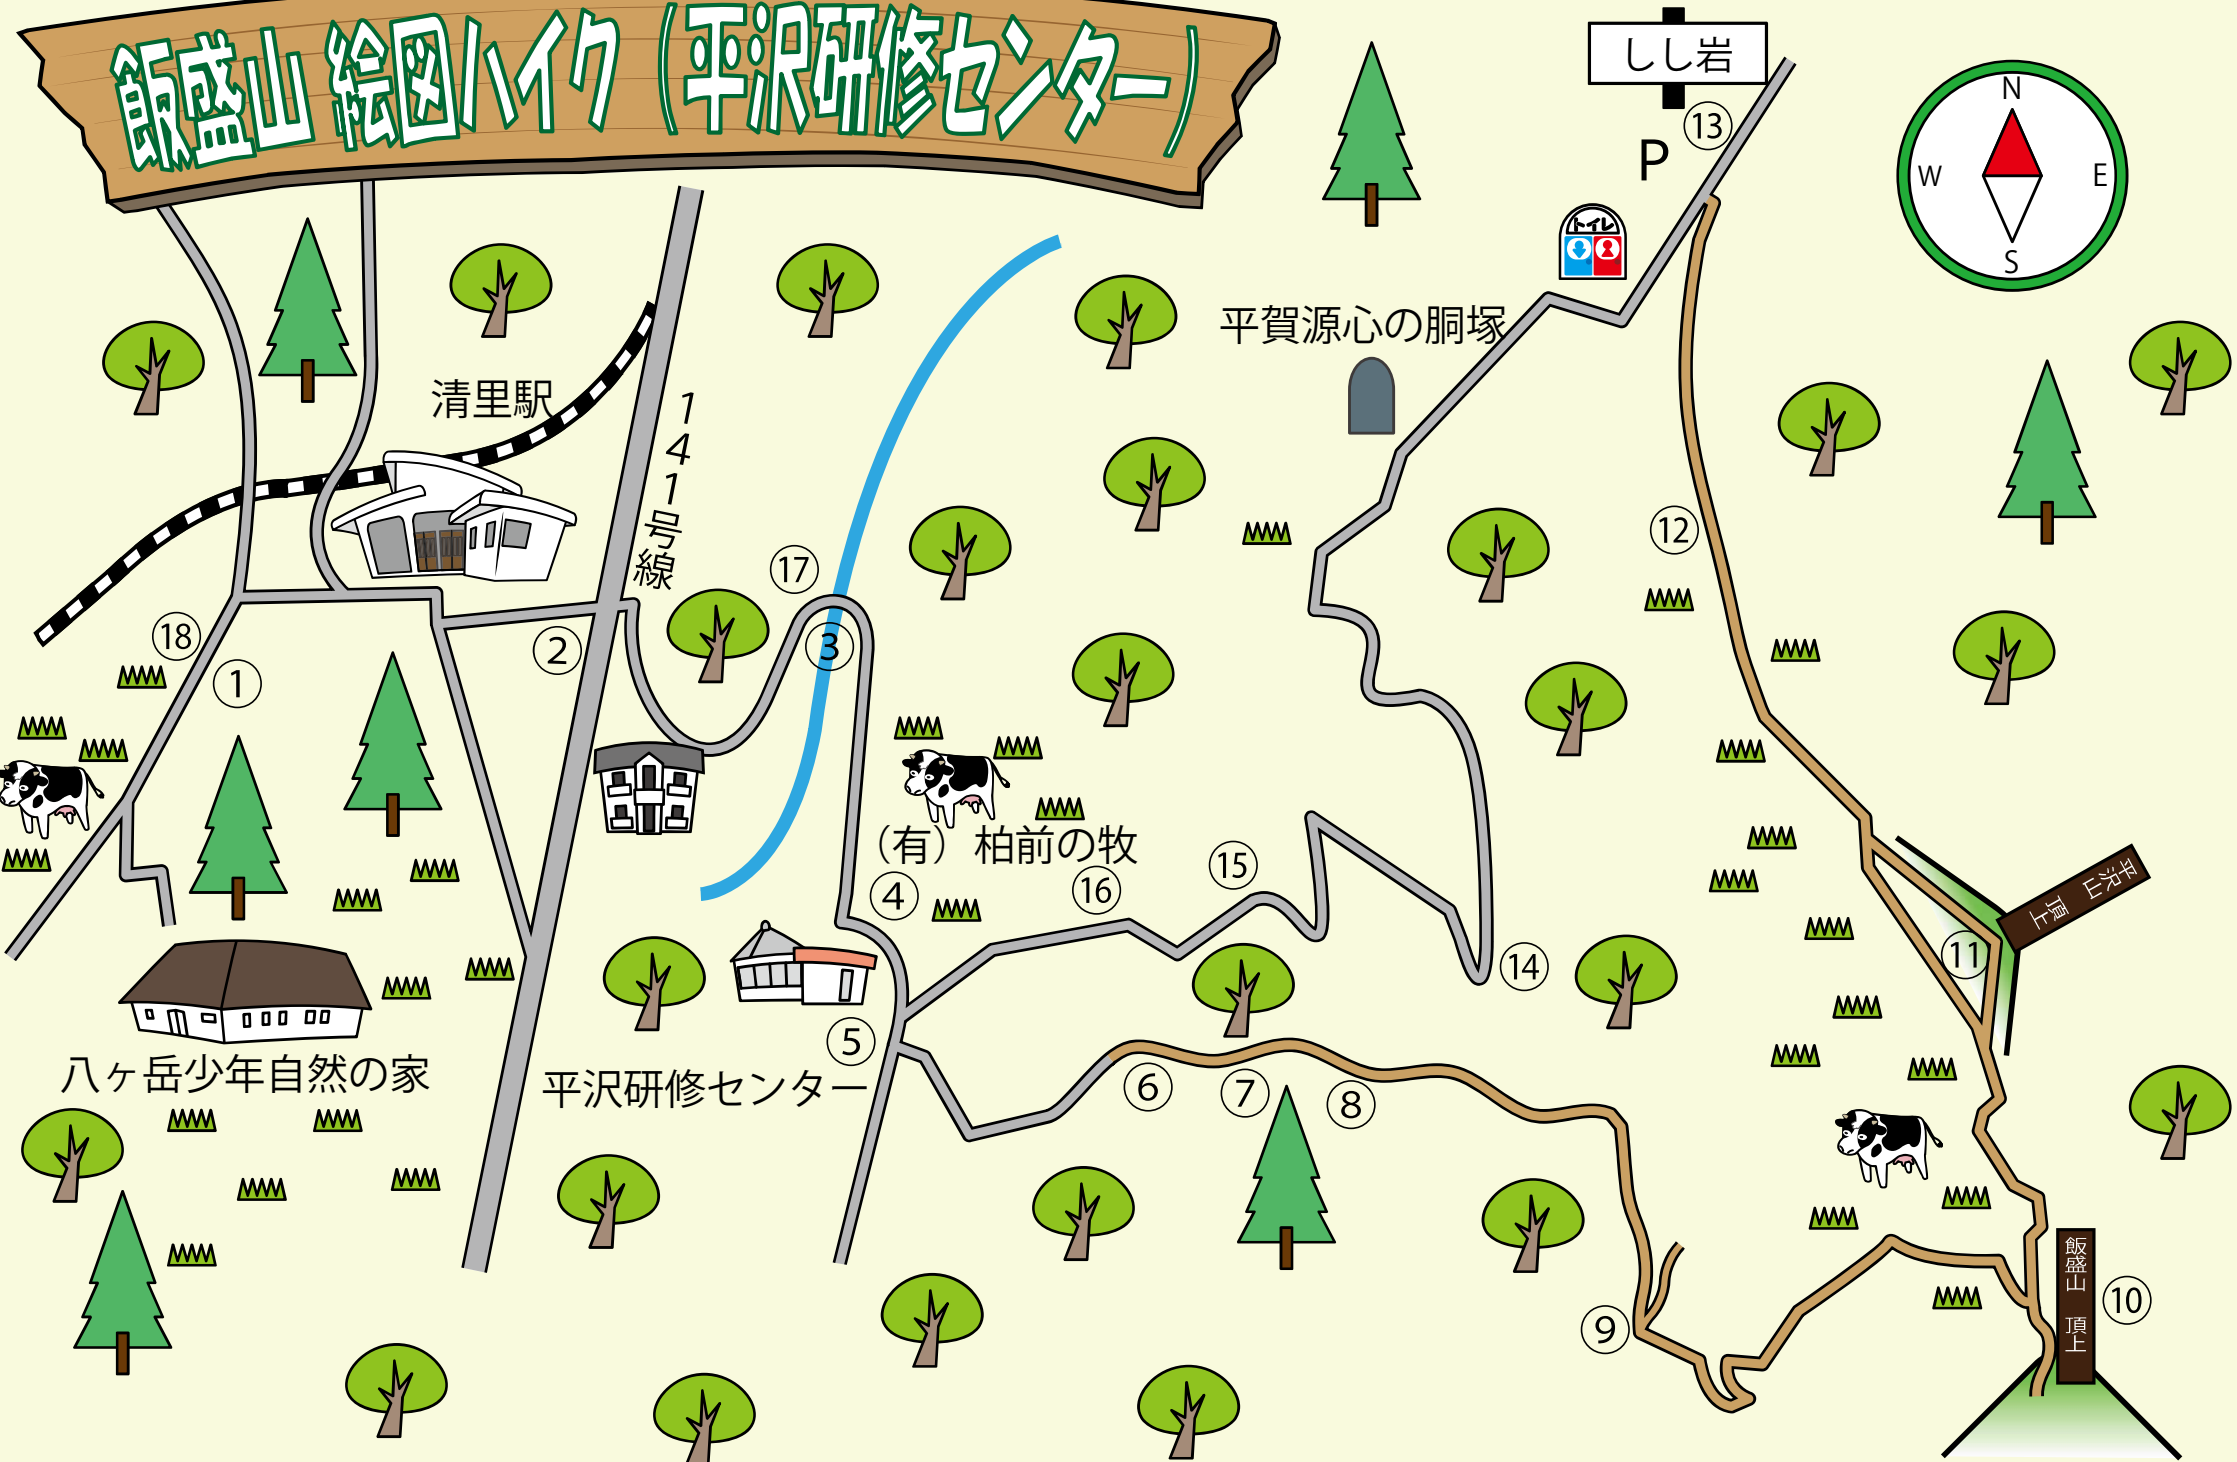 飯盛山 絵図ハイク（平沢研修センター）
しし岩
⑬
P
N
W
E
S
トイレ
平賀源心の胴塚
清里駅
141号線
⑰
⑫
⑱
①
②
③
（有）柏前の牧
④
⑯
⑮
平沢山
頂上
⑪
⑭
⑤
八ヶ岳少年自然の家
平沢研修センター
⑥
⑦
⑧
⑨
飯盛山 頂上
⑩